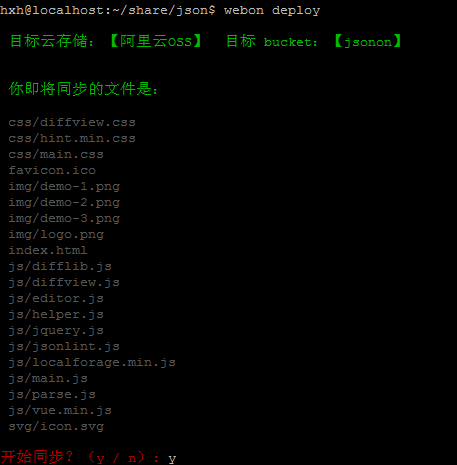 hxh@localhost:~/share/json$ webon deploy
目标云存储：【阿里云OSS】 目标 bucket：【jsonon】
你即将同步的文件是：
css/diffview.css
css/hint.min.css
css/main.css
favicon.ico
img/demo-1.png
img/demo-2.png
img/demo-3.png
img/logo.png
index.html
js/difflib.js
js/diffview.js
js/editor.js
js/helper.js
js/jquery.js
js/jsonlint.js
js/localforage.min.js
js/main.js
js/parse.js
js/vue.min.js
svg/icon.svg
开始同步？（y / n）：y